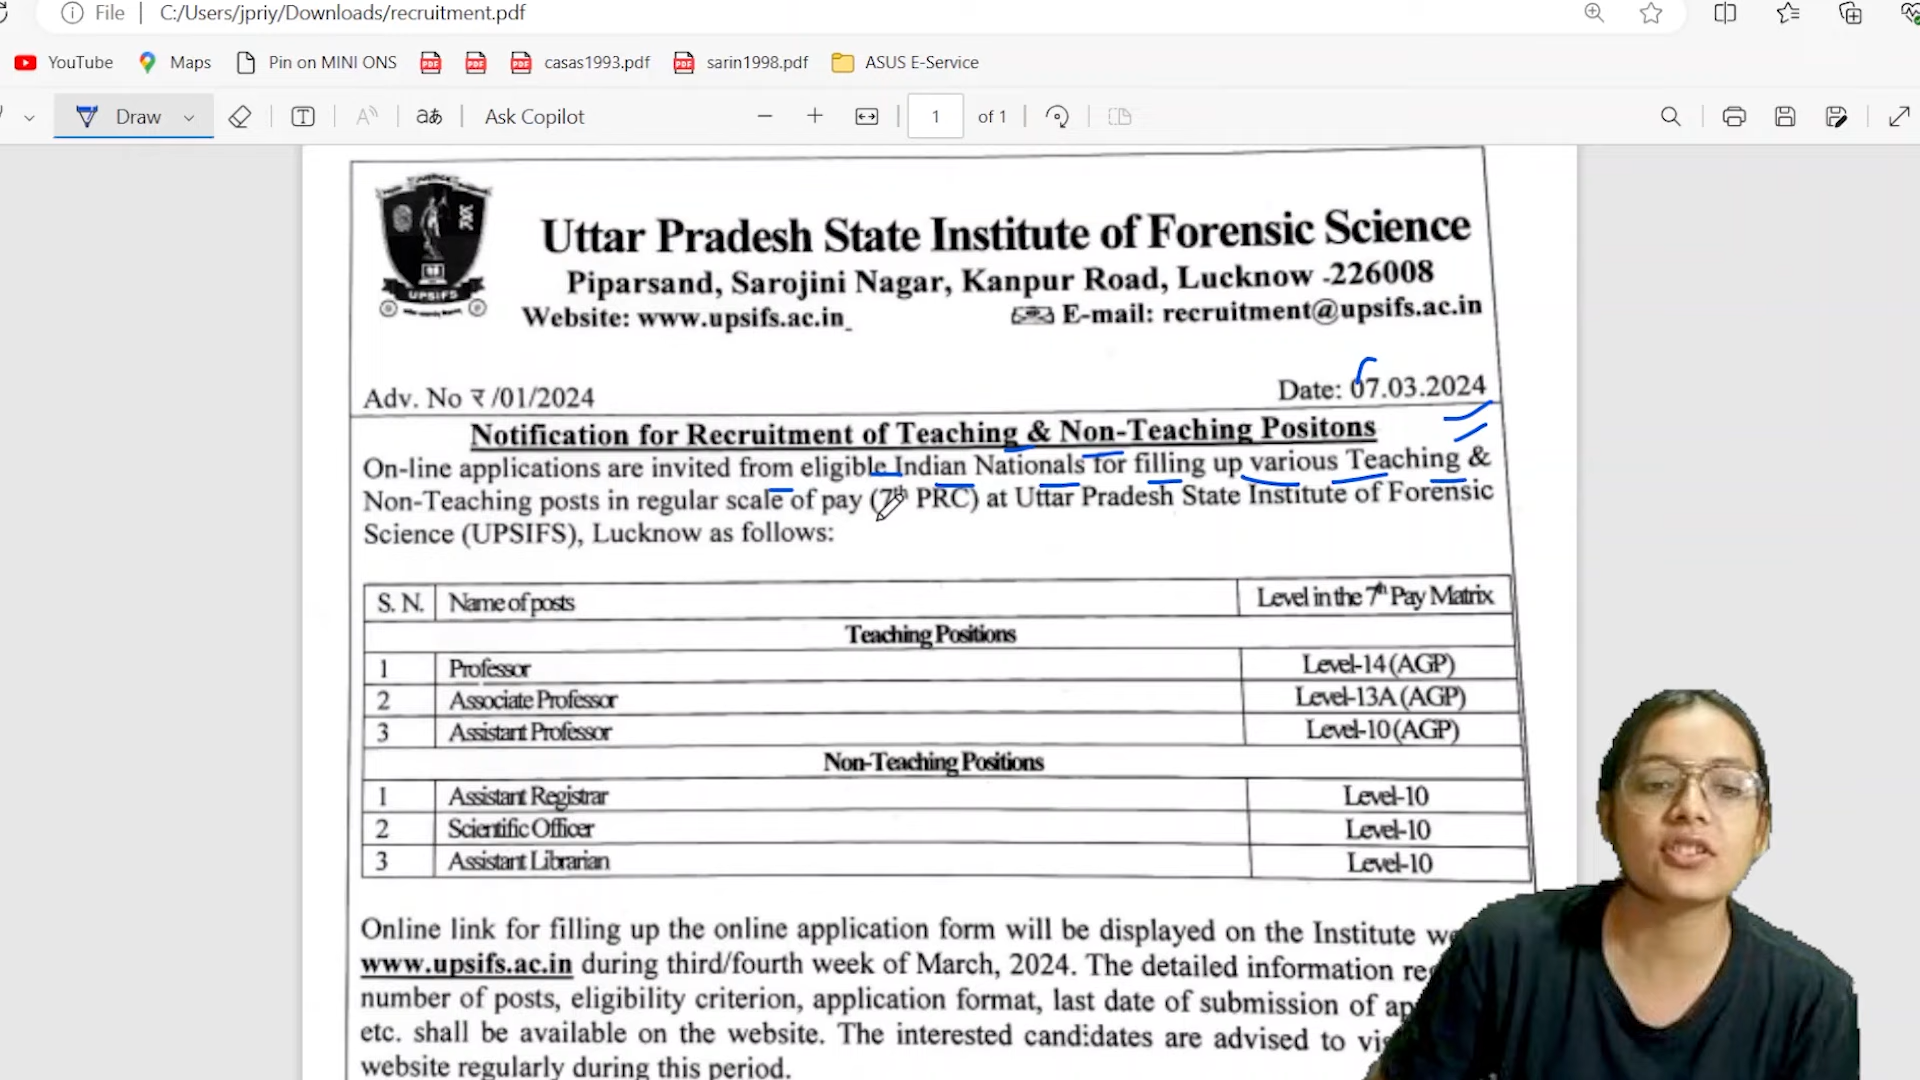 File | C:/Users/jpriy/Downloads/recruitment.pdf
YouTube Maps Pin on MINI ONS casas1993.pdf sarin1998.pdf ASUS E-Service
Draw Ask Copilot 1 of 1
UPSIFS
Uttar Pradesh State Institute of Forensic Science
Piparsand, Sarojini Nagar, Kanpur Road, Lucknow -226008
Website: www.upsifs.ac.in E-mail: recruitment@upsifs.ac.in
Adv. No र /01/2024 Date: 07.03.2024
Notification for Recruitment of Teaching & Non-Teaching Positons
On-line applications are invited from eligible Indian Nationals for filling up various Teaching &
Non-Teaching posts in regular scale of pay (7th PRC) at Uttar Pradesh State Institute of Forensic
Science (UPSIFS), Lucknow as follows:
S. N. Name of posts Level in the 7th Pay Matrix
Teaching Positions
1 Professor Level-14 (AGP)
2 Associate Professor Level-13A (AGP)
3 Assistant Professor Level-10 (AGP)
Non-Teaching Positions
1 Assistant Registrar Level-10
2 Scientific Officer Level-10
3 Assistant Librarian Level-10
Online link for filling up the online application form will be displayed on the Institute
www.upsifs.ac.in during third/fourth week of March, 2024. The detailed information
number of posts, eligibility criterion, application format, last date of submission of
etc. shall be available on the website. The interested candidates are advised to
website regularly during this period.